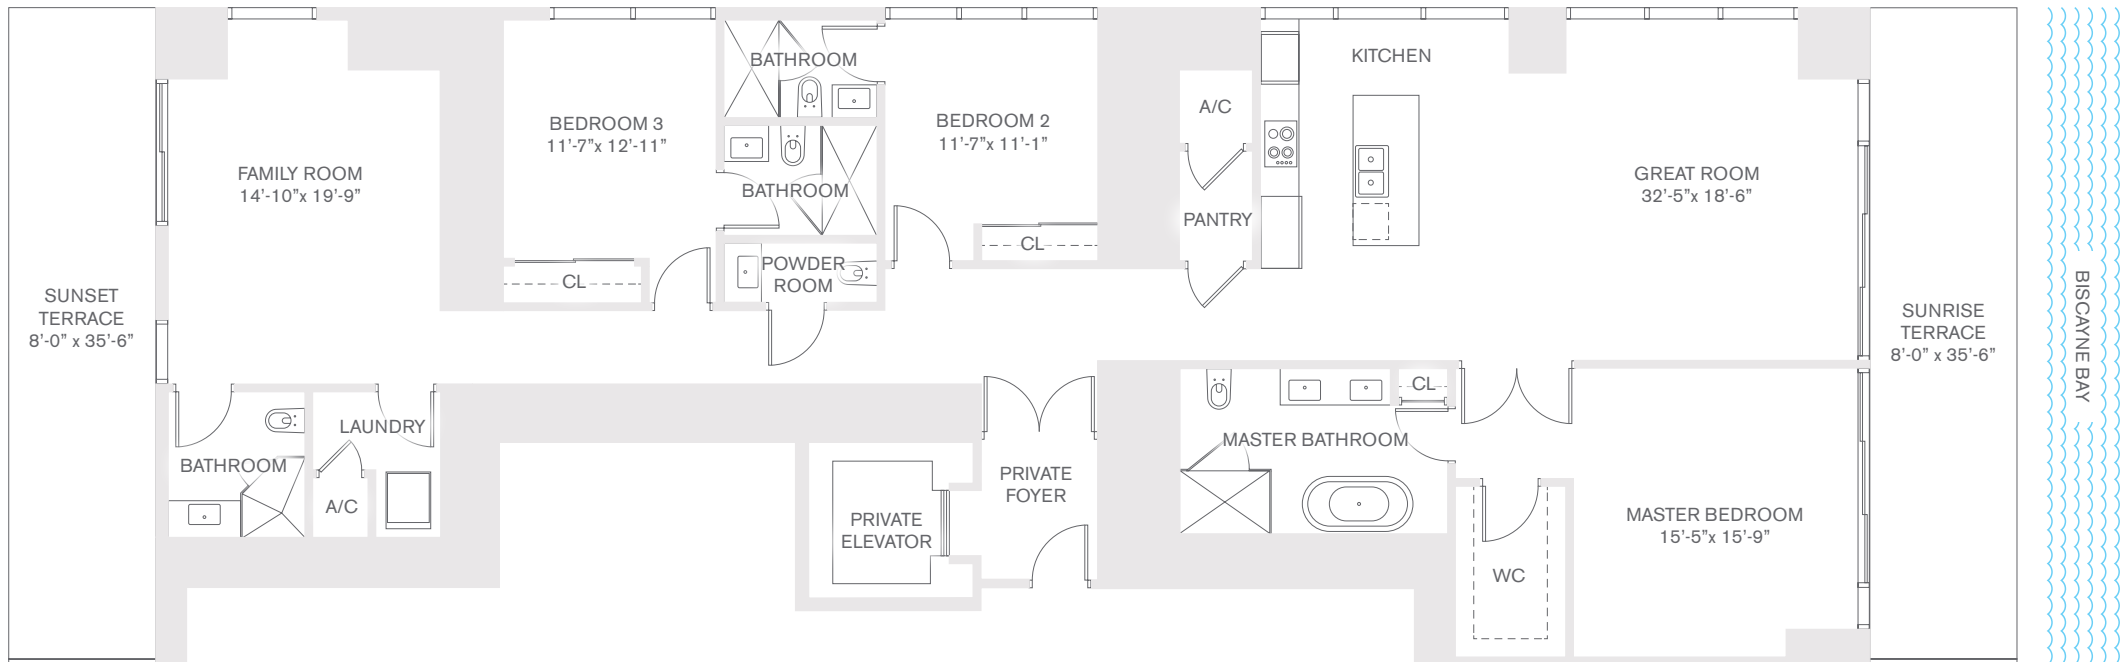 SUNSET
TERRACE
8'-0" x 35'-6"
FAMILY ROOM
14'-10"x 19'-9"
BATHROOM
LAUNDRY
A/C
BEDROOM 3
11'-7"x 12'-11"
CL
BATHROOM
BATHROOM
POWDER
ROOM
BEDROOM 2
11'-7"x 11'-1"
CL
PRIVATE
ELEVATOR
PRIVATE
FOYER
A/C
PANTRY
KITCHEN
GREAT ROOM
32'-5"x 18'-6"
MASTER BATHROOM
CL
WC
MASTER BEDROOM
15'-5"x 15'-9"
SUNRISE
TERRACE
8'-0" x 35'-6"
BISCAYNE BAY